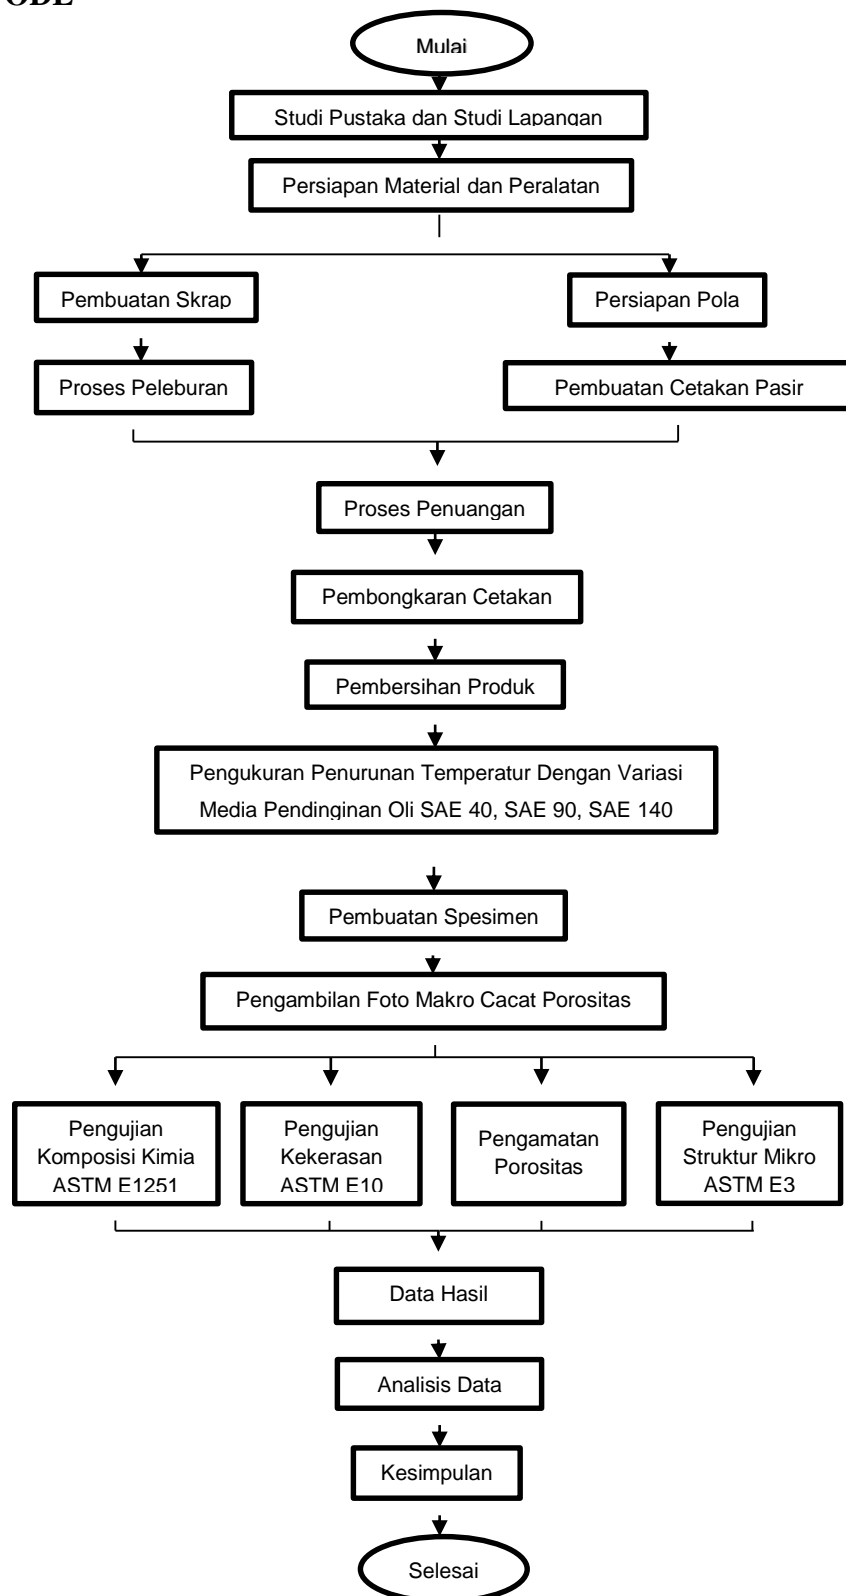 Mulai
Studi Pustaka dan Studi Lapangan
Persiapan Material dan Peralatan
Pembuatan Skrap
Persiapan Pola
Proses Peleburan
Pembuatan Cetakan Pasir
Proses Penuangan
Pembongkaran Cetakan
Pembersihan Produk
Pengukuran Penurunan Temperatur Dengan Variasi
Media Pendinginan Oli SAE 40, SAE 90, SAE 140
Pembuatan Spesimen
Pengambilan Foto Makro Cacat Porositas
Pengujian
Komposisi Kimia
ASTM E1251
Pengujian
Kekerasan
ASTM E10
Pengamatan
Porositas
Pengujian
Struktur Mikro
ASTM E3
Data Hasil
Analisis Data
Kesimpulan
Selesai